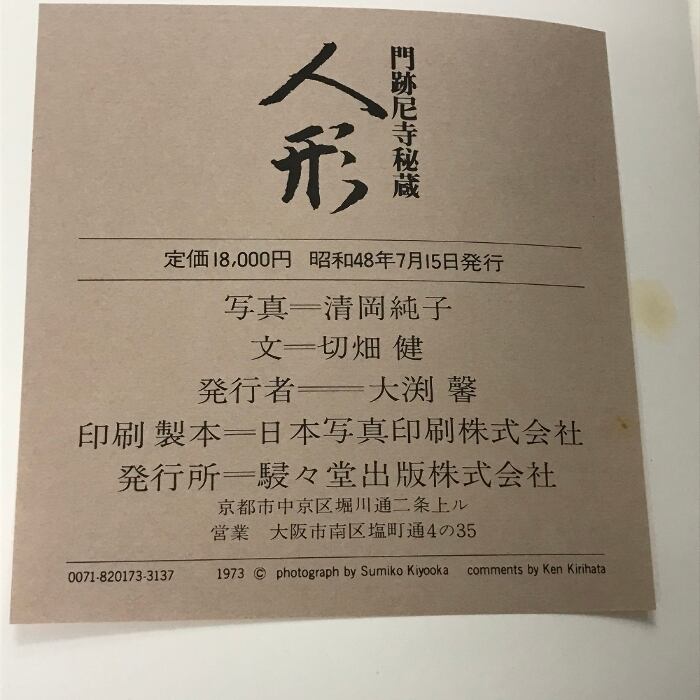 門跡尼寺秘蔵
人形
定価18,000円 昭和48年7月15日発行
写真＝清岡純子
文＝切畑 健
発行者＝大渕 馨
印刷 製本＝日本写真印刷株式会社
発行所＝駸々堂出版株式会社
京都市中京区堀川通二条上ル
営業 大阪市南区塩町通4の35
0071-820173-3137 1973 © photograph by Sumiko Kiyooka comments by Ken Kirihata